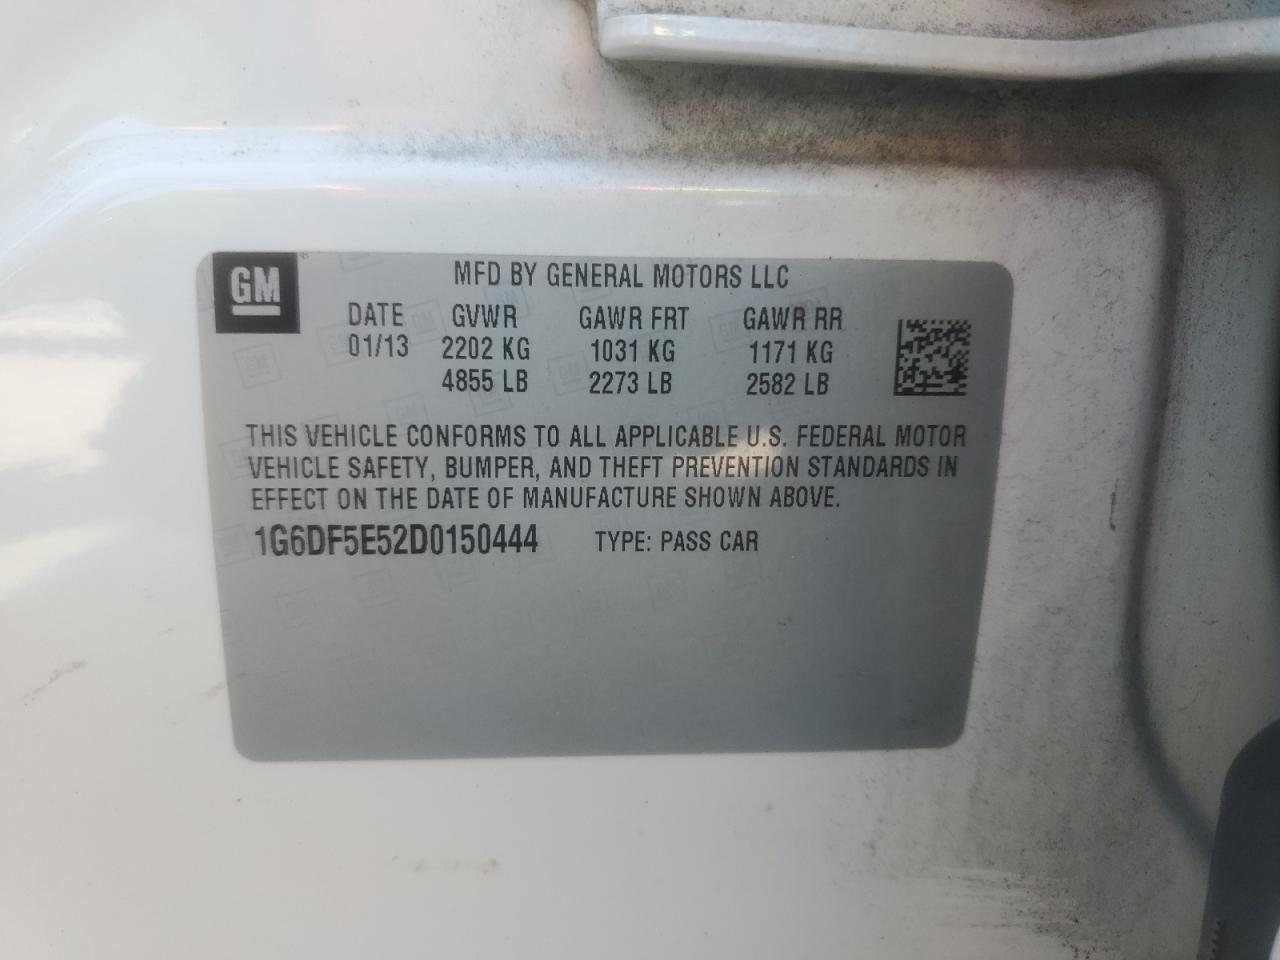 GM
MFD BY GENERAL MOTORS LLC
DATE GVWR GAWR FRT GAWR RR
01/13 2202 KG 1031 KG 1171 KG
4855 LB 2273 LB 2582 LB
THIS VEHICLE CONFORMS TO ALL APPLICABLE U.S. FEDERAL MOTOR
VEHICLE SAFETY, BUMPER, AND THEFT PREVENTION STANDARDS IN
EFFECT ON THE DATE OF MANUFACTURE SHOWN ABOVE.
1G6DF5E52D0150444 TYPE: PASS CAR